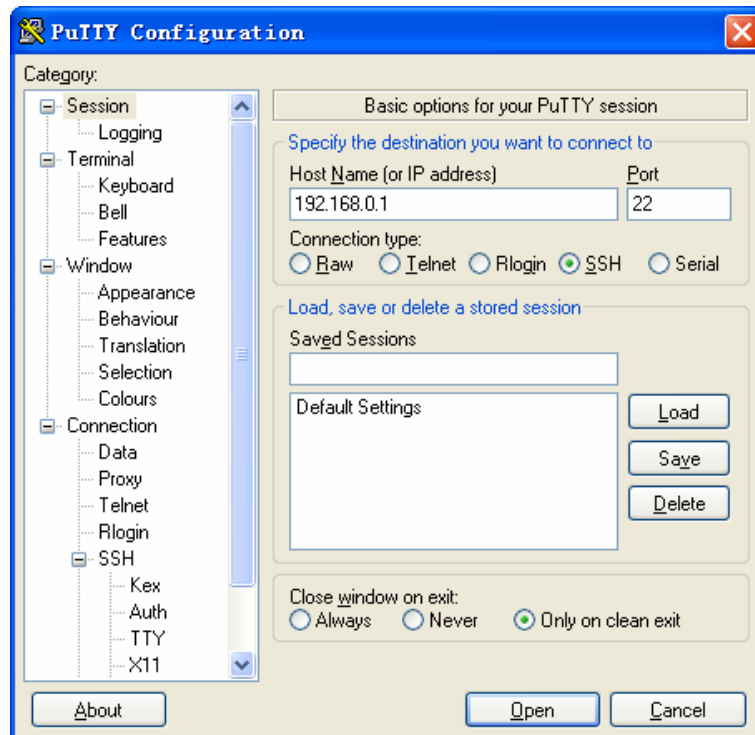 PuTTY Configuration
Category:
Session
Logging
Terminal
Keyboard
Bell
Features
Window
Appearance
Behaviour
Translation
Selection
Colours
Connection
Data
Proxy
Telnet
Rlogin
SSH
Kex
Auth
TTY
X11
Basic options for your PuTTY session
Specify the destination you want to connect to
Host Name (or IP address) Port
192.168.0.1 22
Connection type:
Raw Telnet Rlogin SSH Serial
Load, save or delete a stored session
Saved Sessions
Default Settings
Load
Save
Delete
Close window on exit:
Always Never Only on clean exit
About Open Cancel